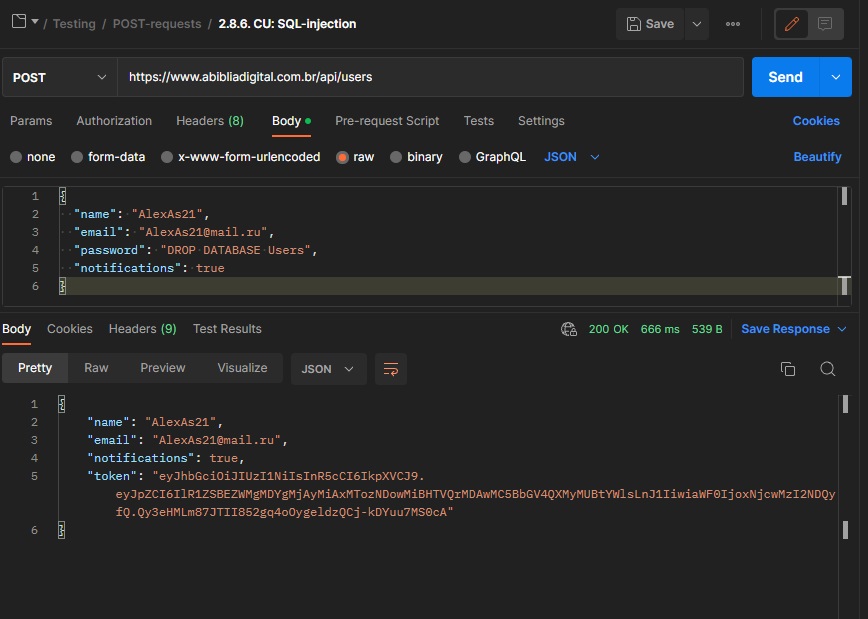 / Testing / POST-requests / 2.8.6. CU: SQL-injection
Save
POST
https://www.abibliadigital.com.br/api/users
Send
Params Authorization Headers (8) Body Pre-request Script Tests Settings Cookies
none form-data x-www-form-urlencoded raw binary GraphQL JSON Beautify
1 {
2 "name": "AlexAs21",
3 "email": "AlexAs21@mail.ru",
4 "password": "DROP DATABASE Users",
5 "notifications": true
6 }
Body Cookies Headers (9) Test Results 200 OK 666 ms 539 B Save Response
Pretty Raw Preview Visualize JSON
1 {
2 "name": "AlexAs21",
3 "email": "AlexAs21@mail.ru",
4 "notifications": true,
5 "token": "eyJhbGciOiJIUzI1NiIsInR5cCI6IkpXVCJ9.
eyJpZCI6IlR1ZSBEZWMgMDYgMjAyMiAxMTozNDowMiBHTVQrMDAwMC5BbGV4QXMyMUBtYWlsLnJ1IiwiaWF0IjoxNjcwMzI2NDQy
fQ.Qy3eHMLm87JTII852gq4oOygeldzQCj-kDYuu7MS0cA"
6 }